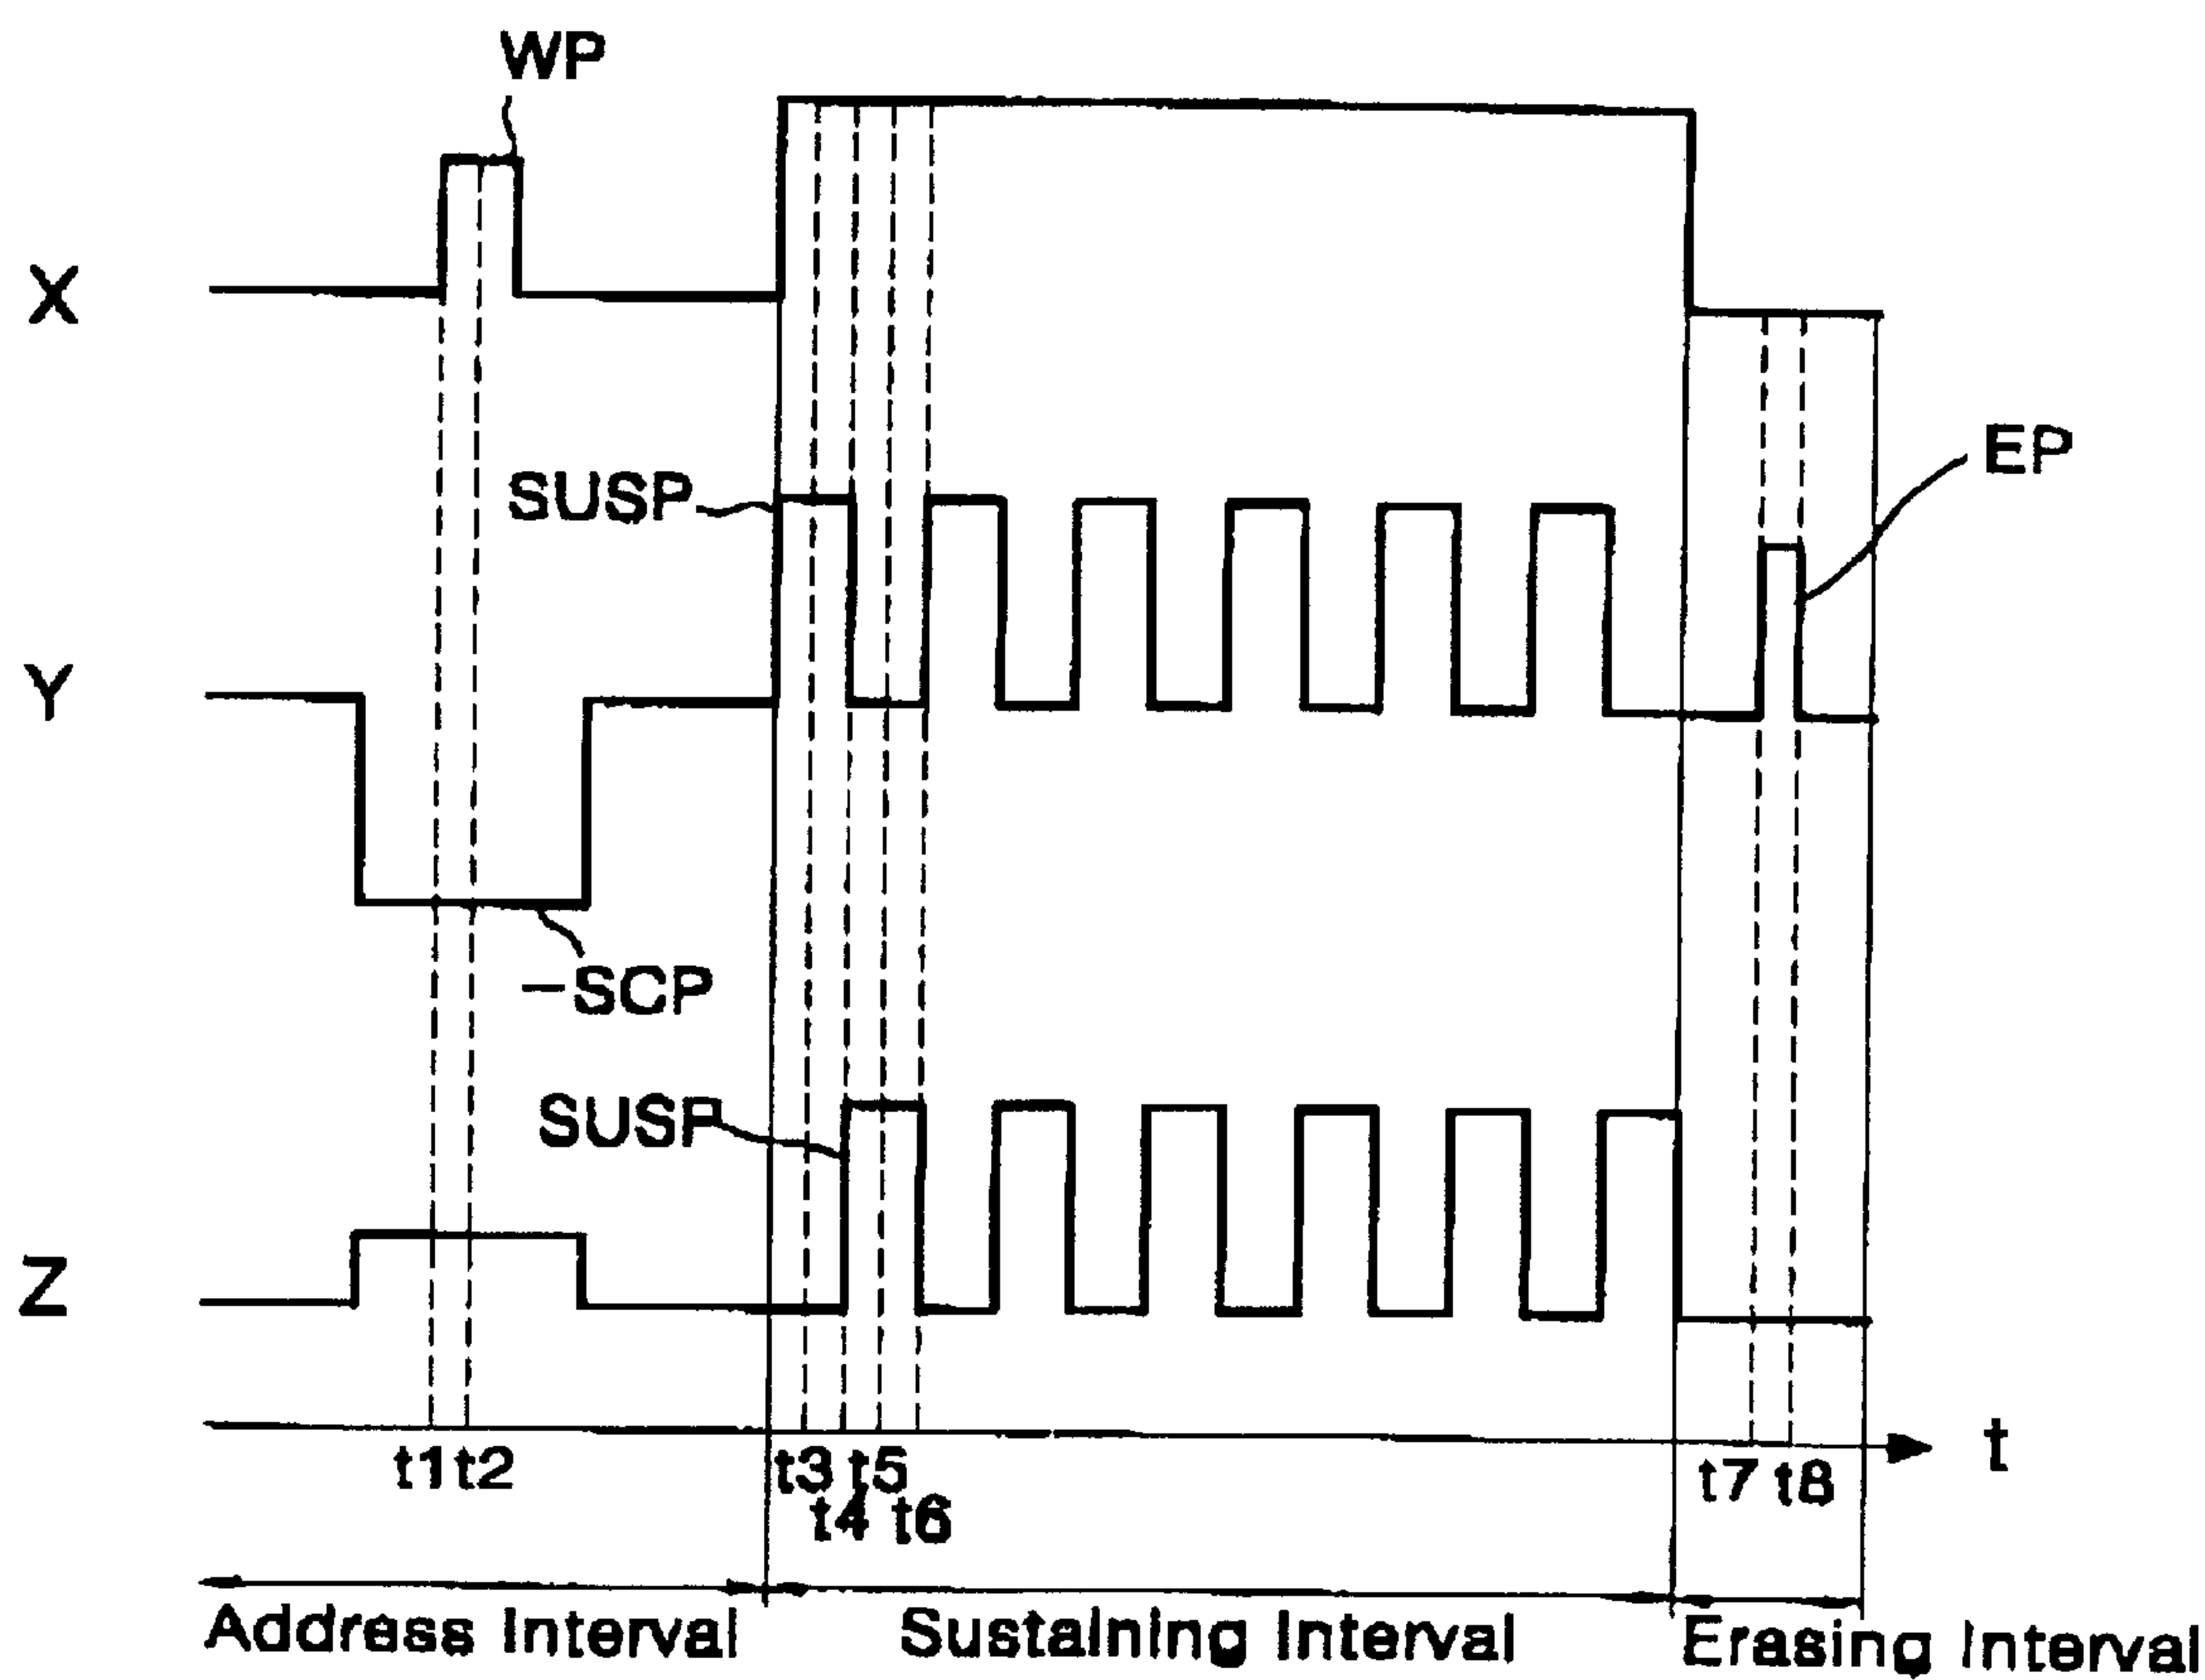 WP
X
SUSP
EP
Y
-SCP
SUSP
Z
t
t1 t2 t3 t5 t7 t8
t4 t6
Address Interval Sustaining Interval Erasing Interval